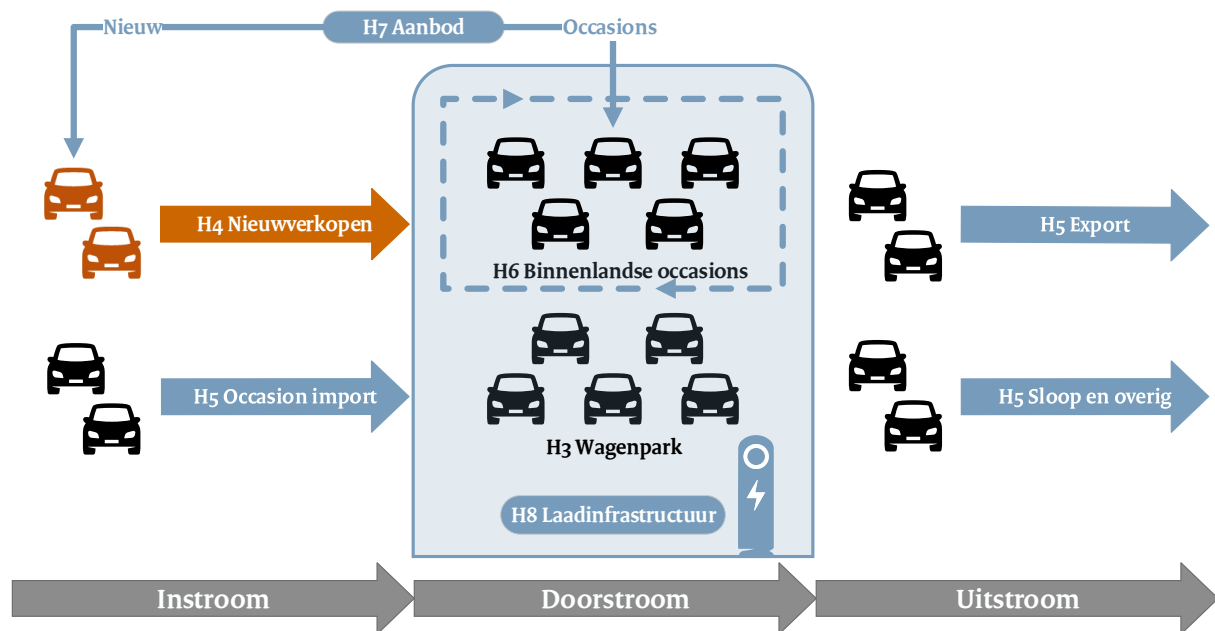 Nieuw
H7 Aanbod
Occasions
H4 Nieuwverkopen
H5 Export
H6 Binnenlandse occasions
H5 Occasion import
H5 Sloop en overig
H3 Wagenpark
H8 Laadinfrastructuur
Instroom
Doorstroom
Uitstroom